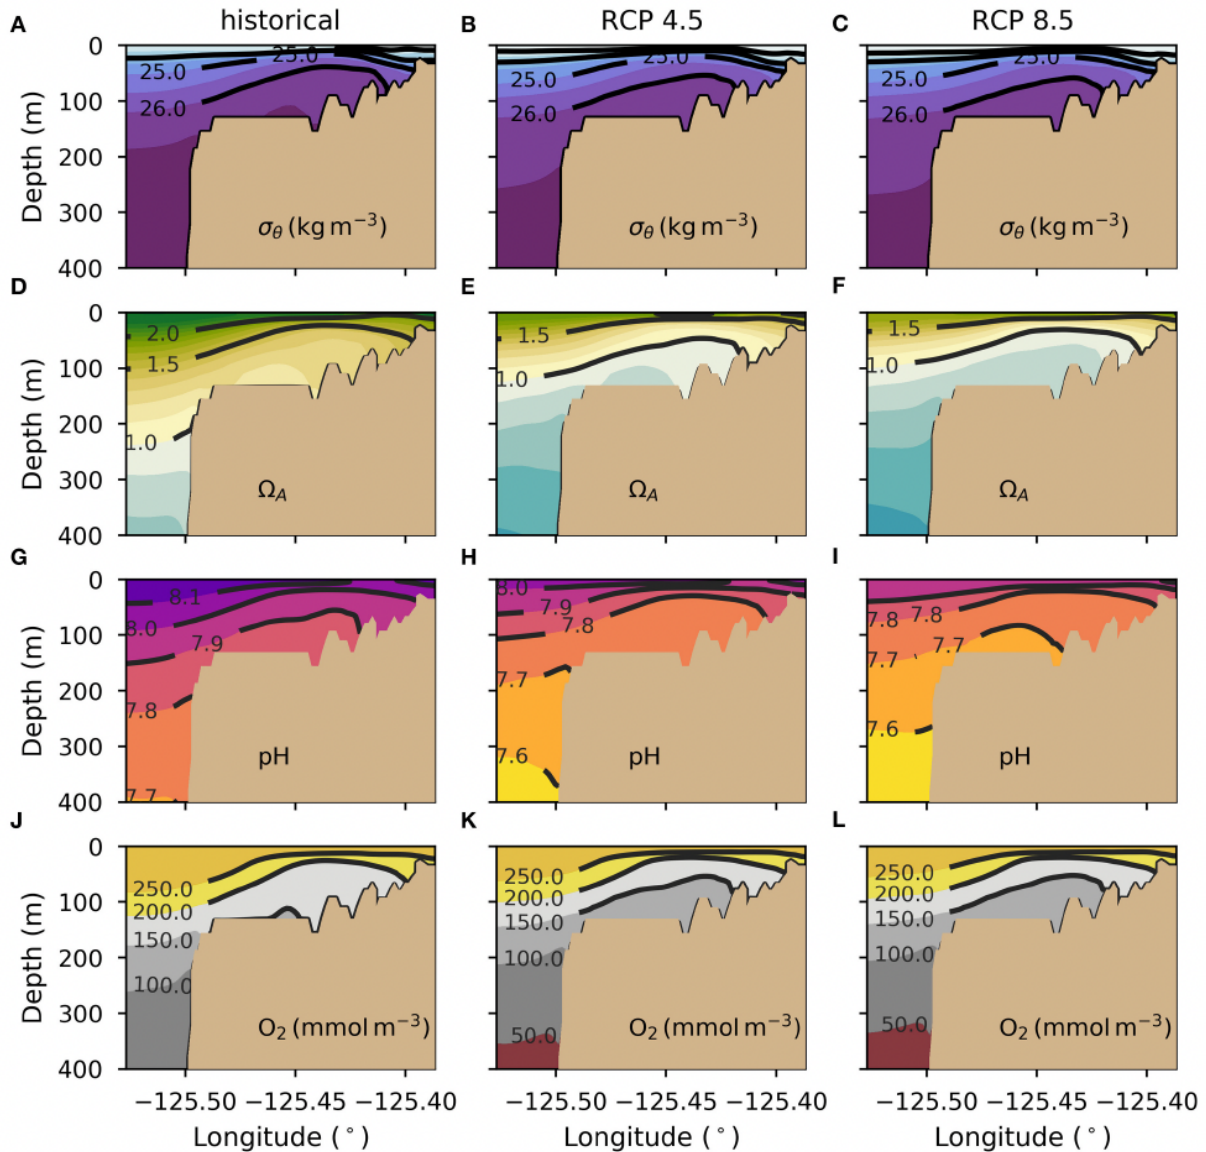 A historical B RCP 4.5 C RCP 8.5
0
25.0 25.0 25.0 25.0 25.0 25.0
100
26.0 26.0 26.0
Depth (m)
200
300
σθ (kg m⁻³) σθ (kg m⁻³) σθ (kg m⁻³)
400
D E F
0
2.0 1.5 1.5
1.5 1.0 1.0
100
Depth (m)
200
1.0
300
ΩA ΩA ΩA
400
G H I
0
8.1 8.0 7.9 7.8 7.8
8.0 7.9 7.8 7.7 7.7
100
7.8 7.7
Depth (m)
200
7.6 7.6
300
pH pH pH
7.7
400
J K L
0
250.0 250.0 250.0
200.0 200.0 200.0
100
150.0 150.0 150.0
100.0 100.0 100.0
Depth (m)
200
300
O₂ (mmol m⁻³) 50.0 O₂ (mmol m⁻³) 50.0 O₂ (mmol m⁻³)
400
−125.50 −125.45 −125.40 −125.50 −125.45 −125.40 −125.50 −125.45 −125.40
Longitude (°) Longitude (°) Longitude (°)